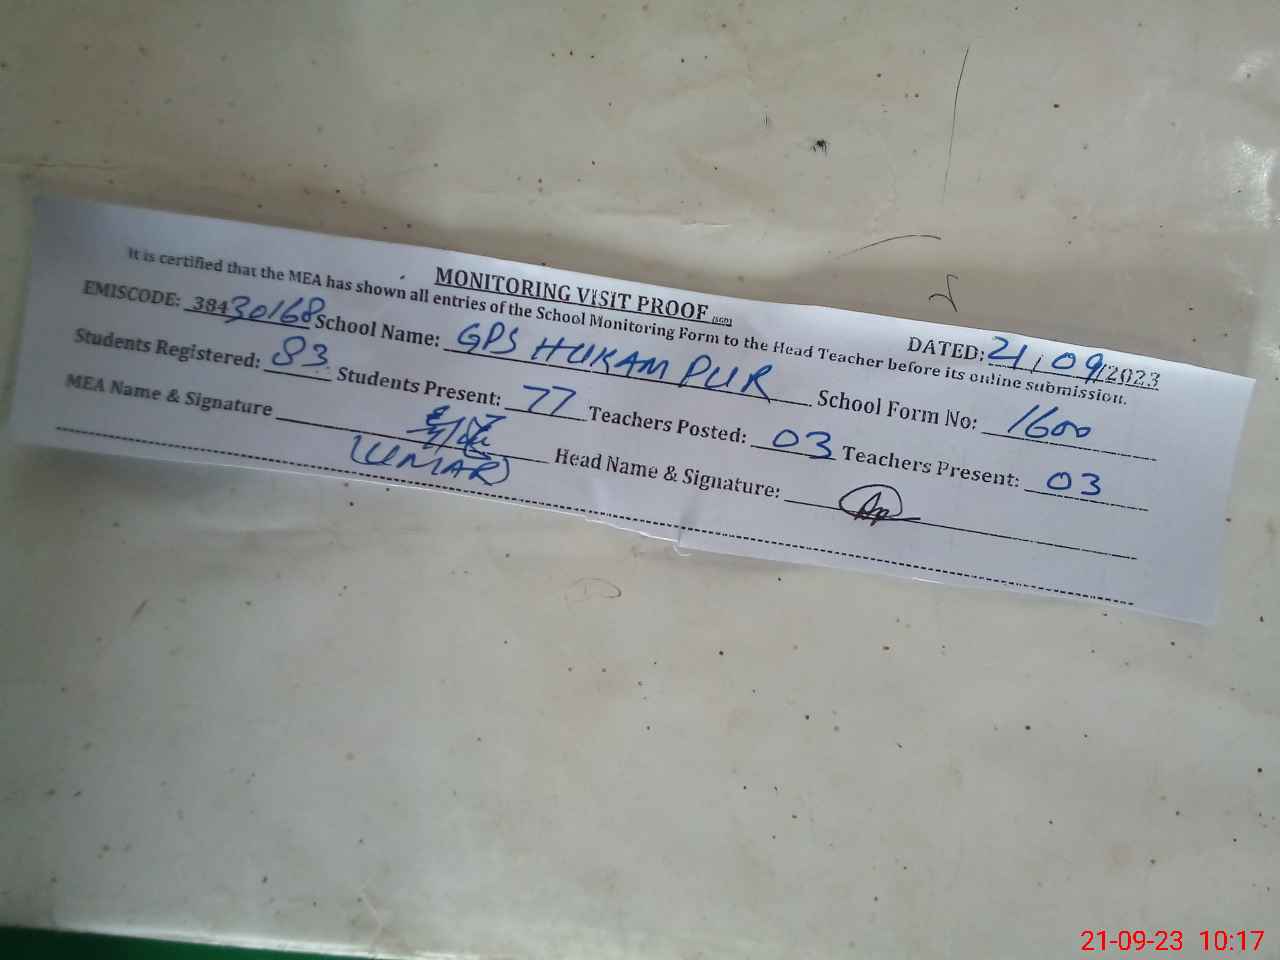 MONITORING VISIT PROOF (SGD)
DATED: 21/09/2023
It is certified that the MEA has shown all entries of the School Monitoring Form to the Head Teacher before its online submission.
EMISCODE: 38430168 School Name: GPS HUKAM PUR School Form No: 1600
Students Registered: 83 Students Present: 77 Teachers Posted: 03 Teachers Present: 03
MEA Name & Signature Head Name & Signature:
(UMAR)
21-09-23 10:17